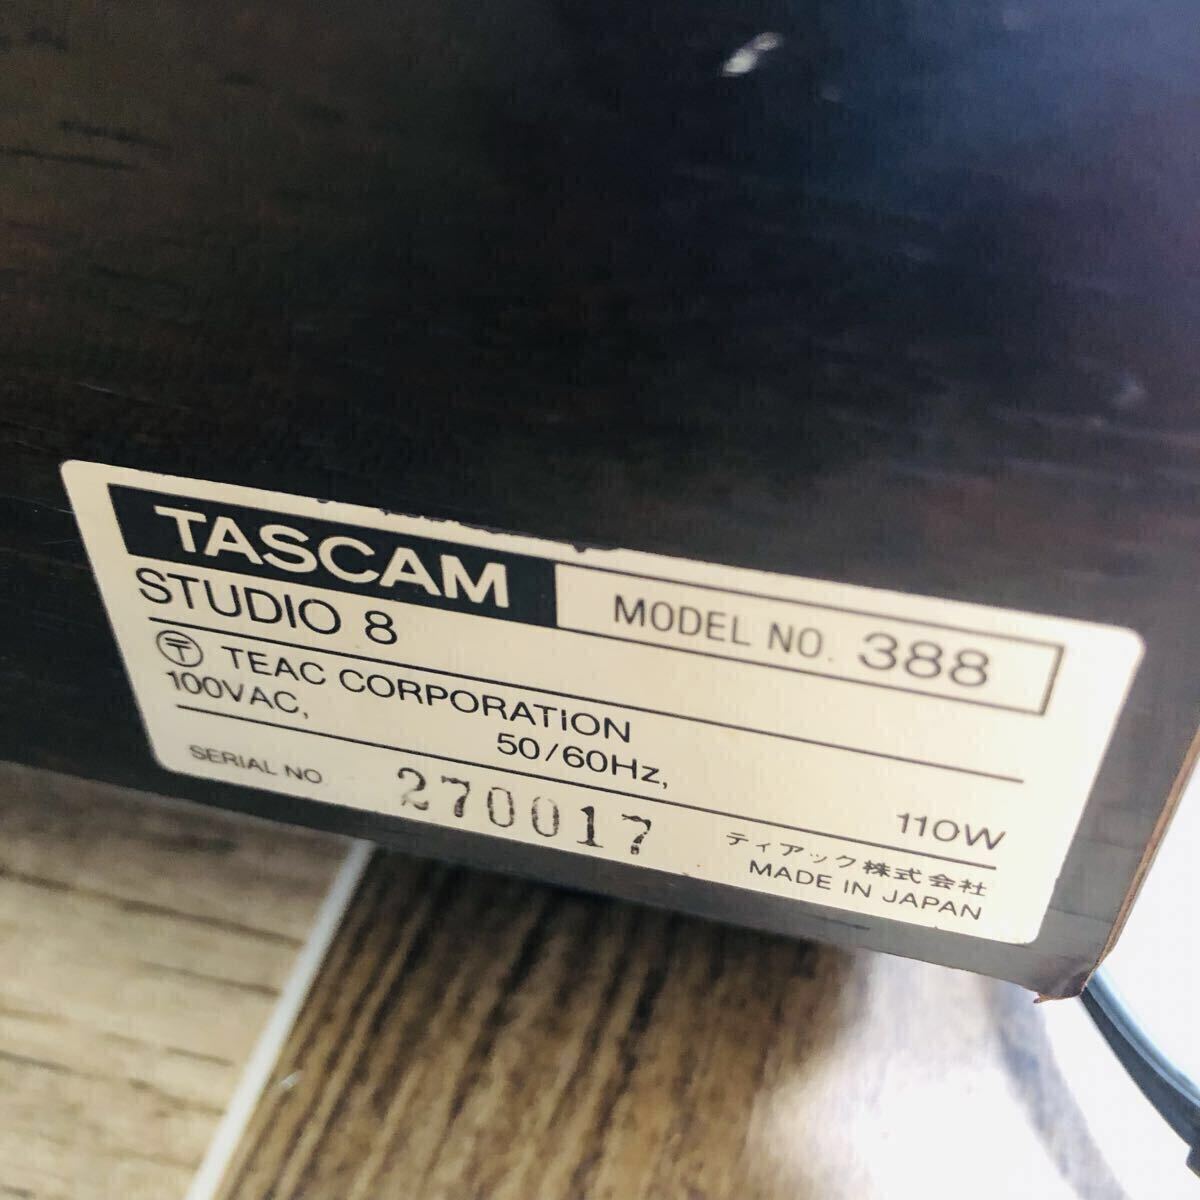 TASCAM MODEL NO. 388
STUDIO 8
〒 TEAC CORPORATION
100VAC, 50/60Hz, 110W
SERIAL NO. 270017
ティアック株式会社
MADE IN JAPAN